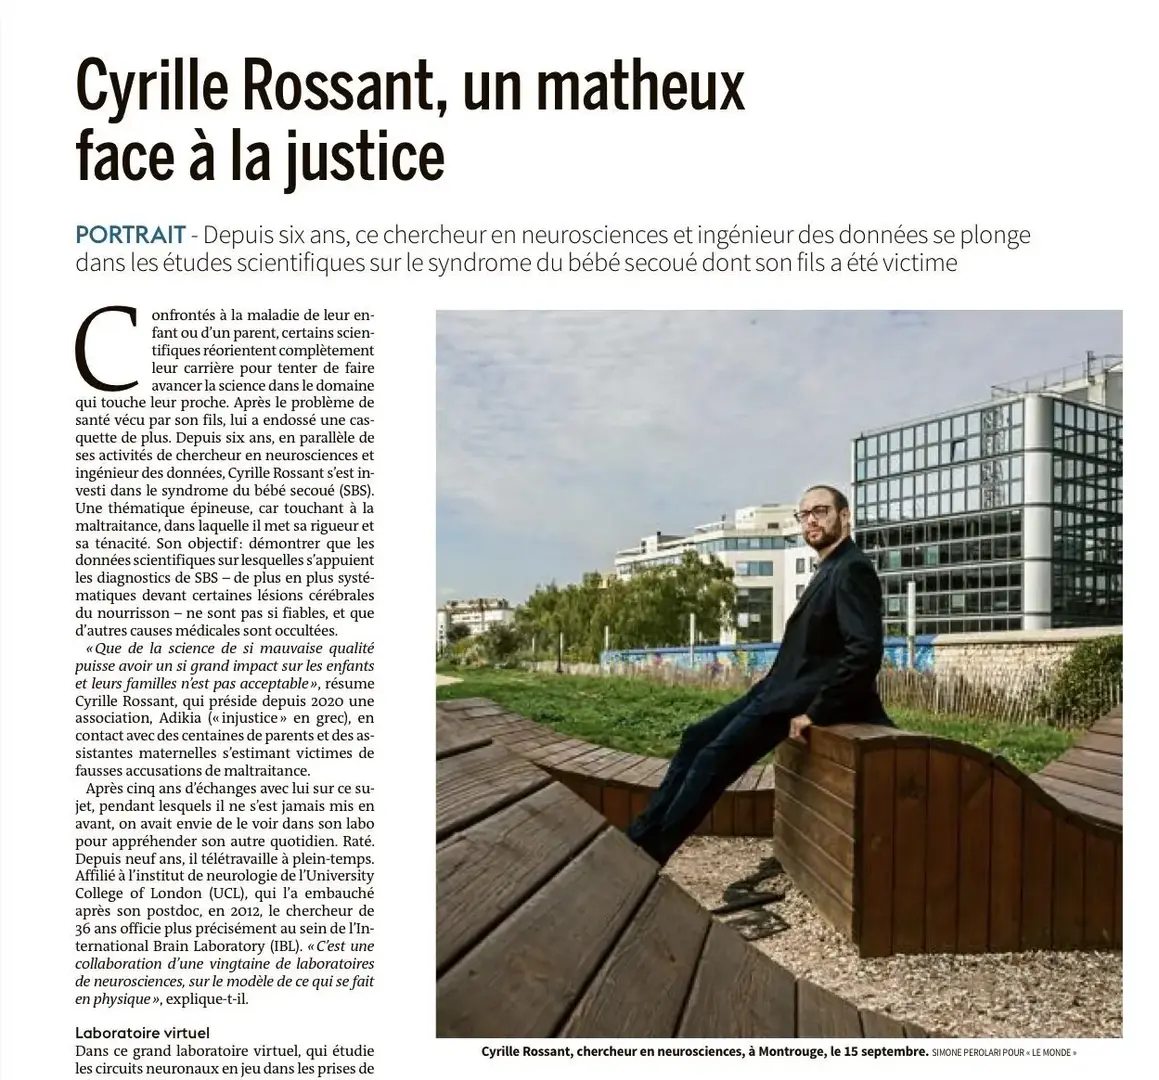 Cyrille Rossant, un matheux
face à la justice
PORTRAIT - Depuis six ans, ce chercheur en neurosciences et ingénieur des données se plonge
dans les études scientifiques sur le syndrome du bébé secoué dont son fils a été victime
Confrontés à la maladie de leur en-
fant ou d'un parent, certains scien-
tifiques réorientent complètement
leur carrière pour tenter de faire
avancer la science dans le domaine
qui touche leur proche. Après le problème de
santé vécu par son fils, lui a endossé une cas-
quette de plus. Depuis six ans, en parallèle de
ses activités de chercheur en neurosciences et
ingénieur des données, Cyrille Rossant s'est in-
vesti dans le syndrome du bébé secoué (SBS).
Une thématique épineuse, car touchant à la
maltraitance, dans laquelle il met sa rigueur et
sa ténacité. Son objectif : démontrer que les
données scientifiques sur lesquelles s'appuient
les diagnostics de SBS – de plus en plus systé-
matiques devant certaines lésions cérébrales
du nourrisson – ne sont pas si fiables, et que
d'autres causes médicales sont occultées.
« Que de la science de si mauvaise qualité
puisse avoir un si grand impact sur les enfants
et leurs familles n'est pas acceptable », résume
Cyrille Rossant, qui préside depuis 2020 une
association, Adikia (« injustice » en grec), en
contact avec des centaines de parents et des as-
sistantes maternelles s'estimant victimes de
fausses accusations de maltraitance.
Après cinq ans d'échanges avec lui sur ce su-
jet, pendant lesquels il ne s'est jamais mis en
avant, on avait envie de le voir dans son labo
pour appréhender son autre quotidien. Raté.
Depuis neuf ans, il télétravaille à plein-temps.
Affilié à l'institut de neurologie de l'University
College of London (UCL), qui l'a embauché
après son postdoc, en 2012, le chercheur de
36 ans officie plus précisément au sein de l'In-
ternational Brain Laboratory (IBL). « C'est une
collaboration d'une vingtaine de laboratoires
de neurosciences, sur le modèle de ce qui se fait
en physique », explique-t-il.
Laboratoire virtuel
Dans ce grand laboratoire virtuel, qui étudie
les circuits neuronaux en jeu dans les prises de
Cyrille Rossant, chercheur en neurosciences, à Montrouge, le 15 septembre. SIMONE PEROLARI POUR « LE MONDE »